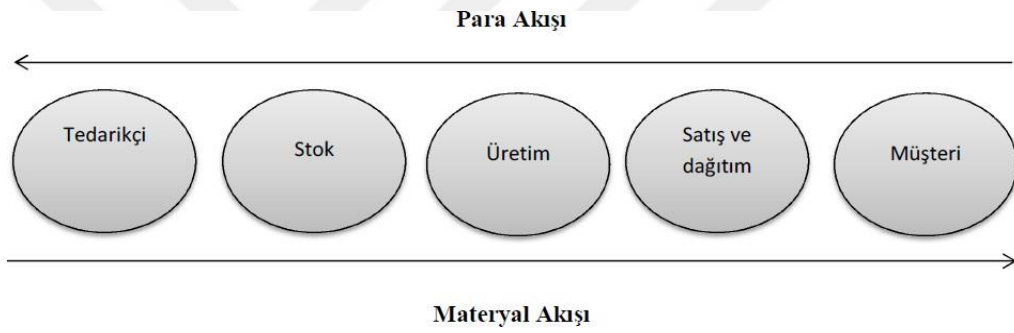 Para Akışı
Tedarikçi
Stok
Üretim
Satış ve
dağıtım
Müşteri
Materyal Akışı